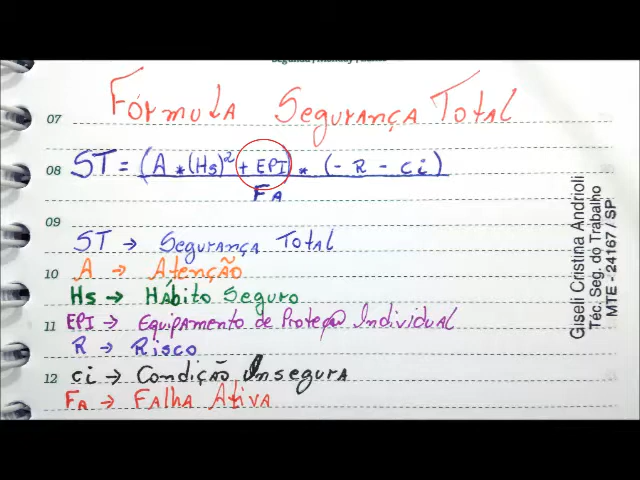 Segunda | Monday | Lunes
Fórmula Segurança Total
07
08 ST = (A * (Hs)² + EPI) * (- R - ci)
FA
09
ST → Segurança Total
10 A → Atenção
Hs → Hábito Seguro
11 EPI → Equipamento de Proteção Individual
R → Risco
12 ci → Condição Insegura
FA → Falha Ativa
Giseli Cristina Andrioli
Téc. Seg. do Trabalho
MTE - 24167 / SP